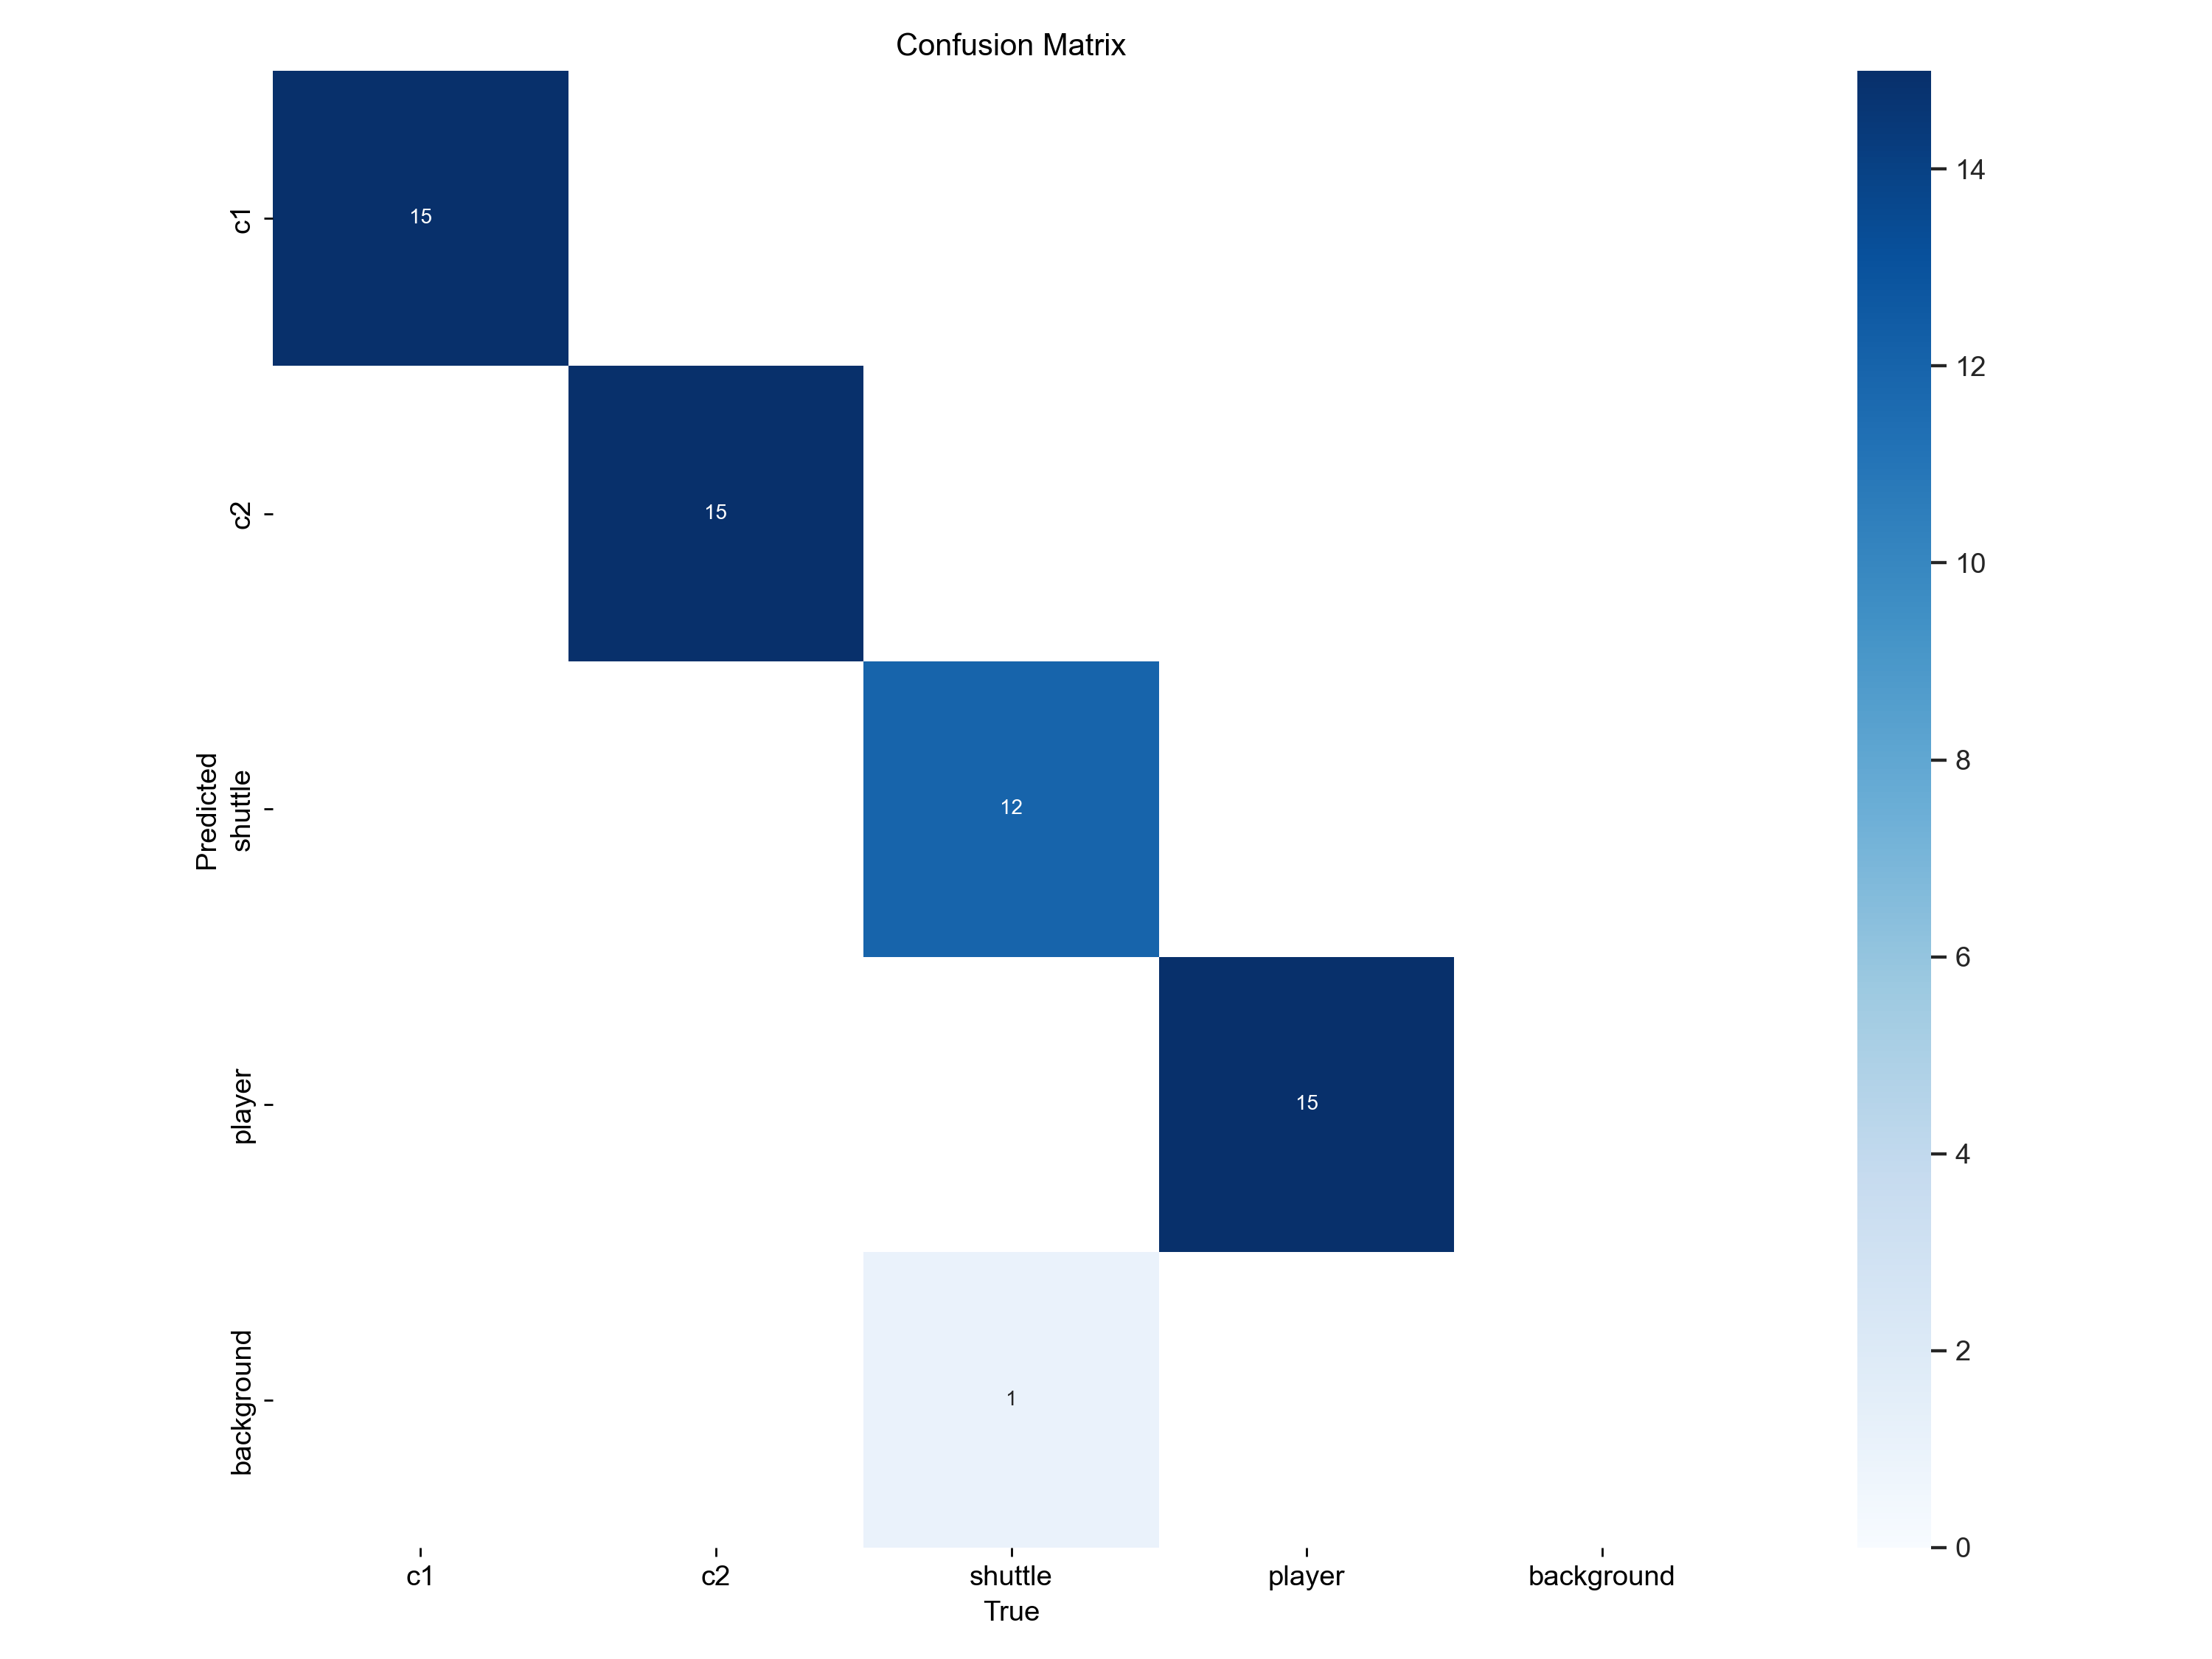 Confusion Matrix
c1
c2
shuttle
player
background
Predicted
15
15
12
15
1
c1
c2
shuttle
player
background
True
14
12
10
8
6
4
2
0